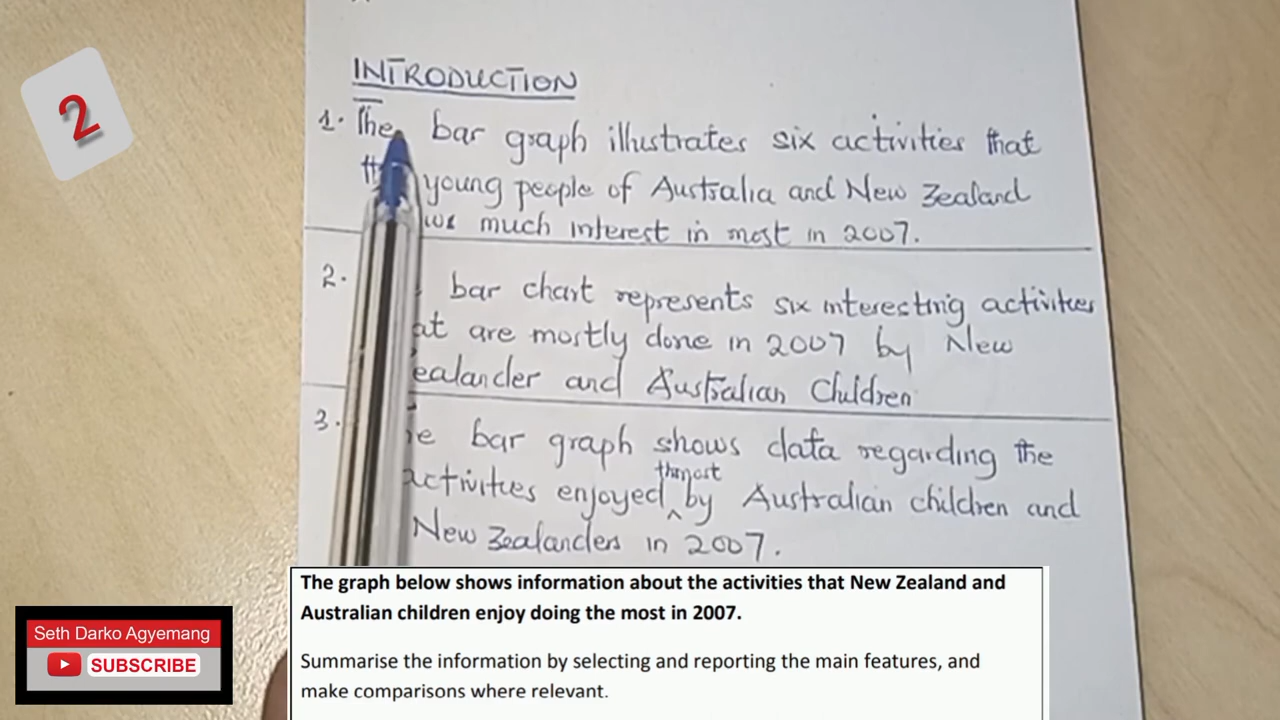 2
INTRODUCTION
1. The bar graph illustrates six activities that
young people of Australia and New Zealand
much interest in most in 2007.
2. bar chart represents six interesting activities
at are mostly done in 2007 by New
ealander and Australian Children
3. he bar graph shows data regarding the
the most
activities enjoyed by Australian children and
New Zealanders in 2007.
The graph below shows information about the activities that New Zealand and
Australian children enjoy doing the most in 2007.
Summarise the information by selecting and reporting the main features, and
make comparisons where relevant.
Seth Darko Agyemang
SUBSCRIBE